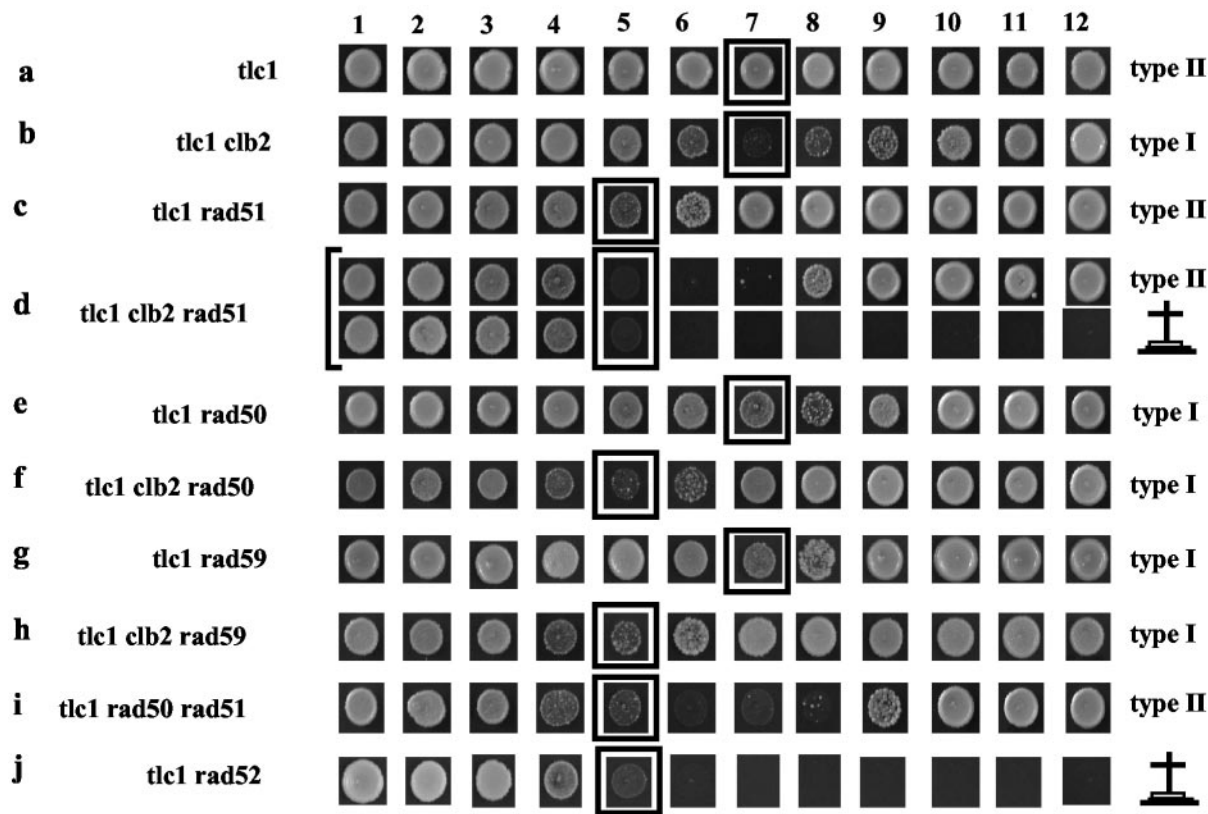 1 2 3 4 5 6 7 8 9 10 11 12
a tlc1 type II
b tlc1 clb2 type I
c tlc1 rad51 type II
d tlc1 clb2 rad51 type II
e tlc1 rad50 type I
f tlc1 clb2 rad50 type I
g tlc1 rad59 type I
h tlc1 clb2 rad59 type I
i tlc1 rad50 rad51 type II
j tlc1 rad52